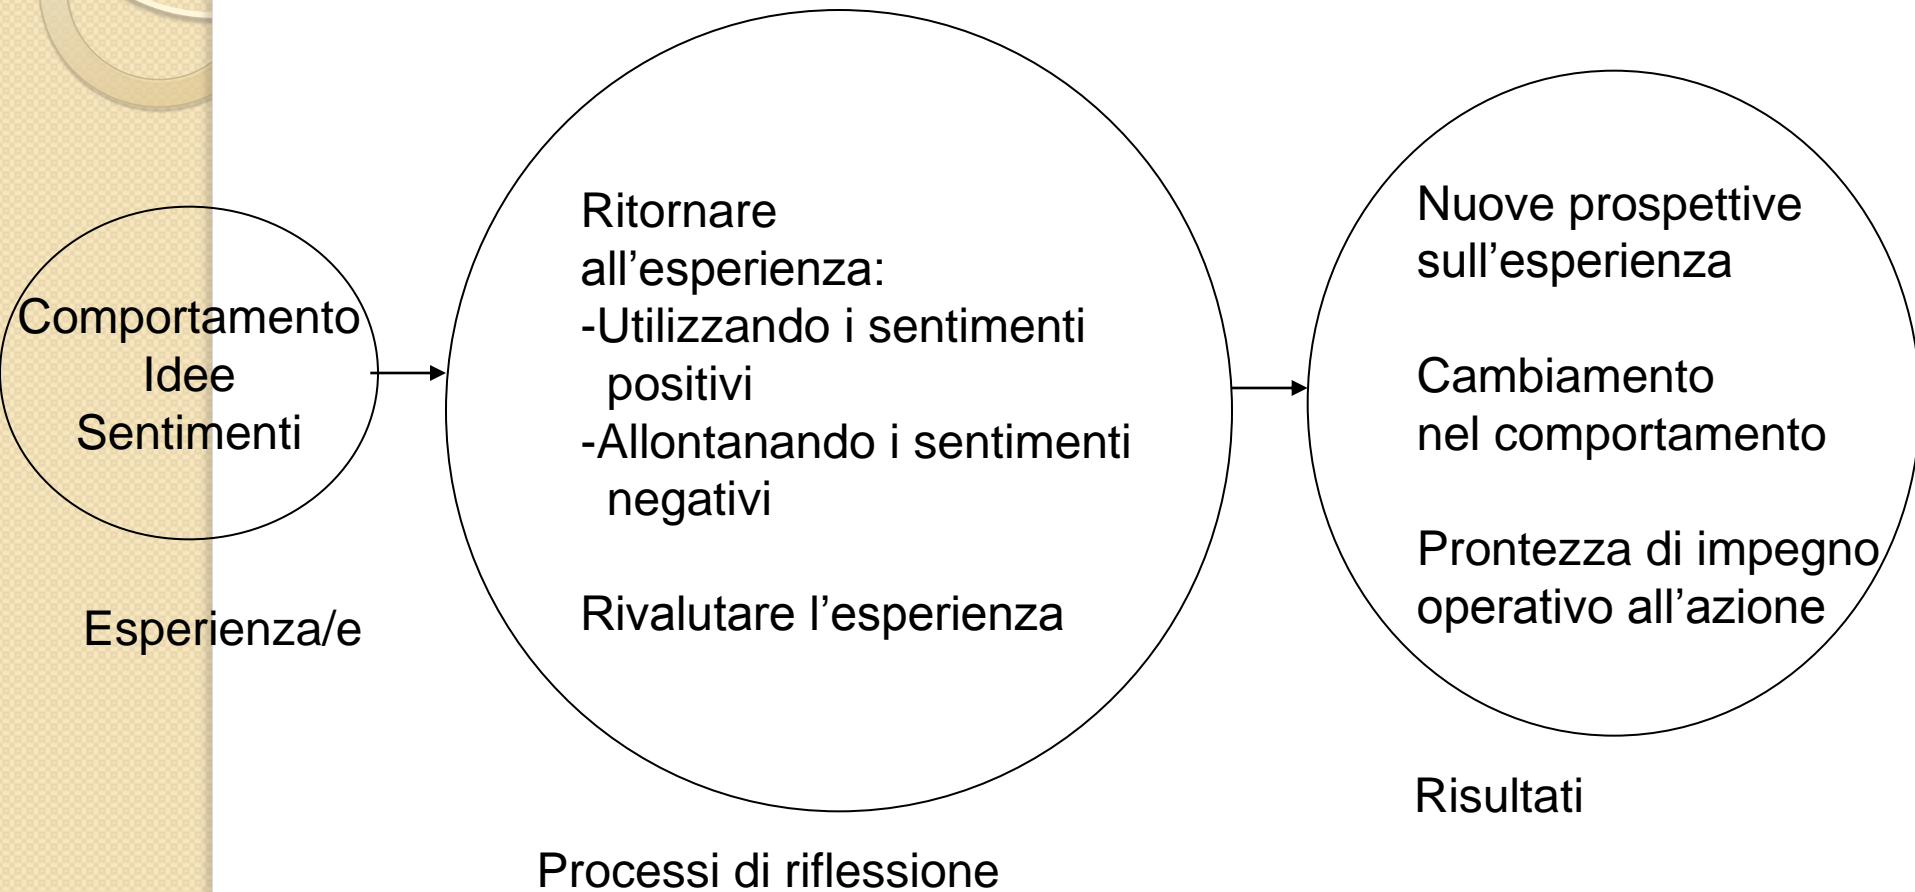 Comportamento
Idee
Sentimenti
Esperienza/e
Ritornare
all’esperienza:
-Utilizzando i sentimenti
positivi
-Allontanando i sentimenti
negativi
Rivalutare l’esperienza
Processi di riflessione
Nuove prospettive
sull’esperienza
Cambiamento
nel comportamento
Prontezza di impegno
operativo all’azione
Risultati